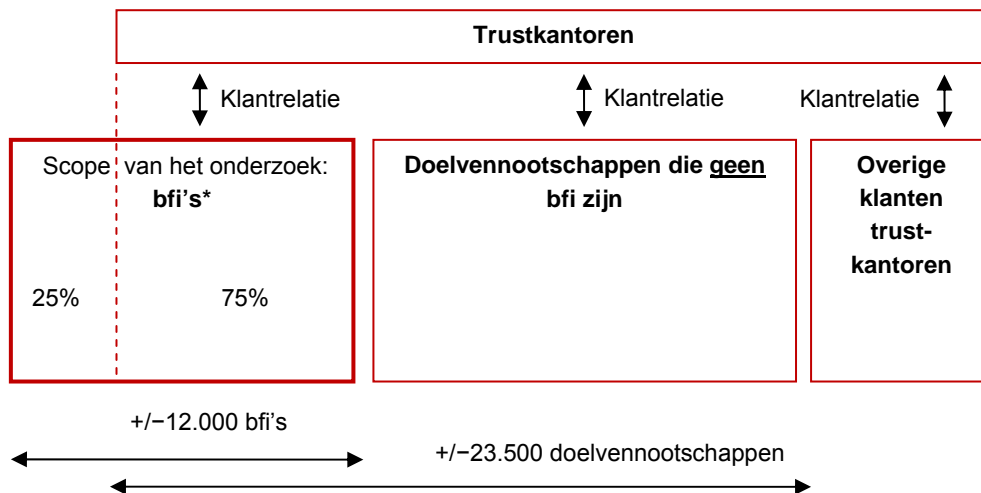 Trustkantoren
Klantrelatie
Klantrelatie
Klantrelatie
Scope van het onderzoek:
bfi’s*
25%
75%
Doelvennootschappen die geen
bfi zijn
Overige
klanten
trust-
kantoren
+/−12.000 bfi’s
+/−23.500 doelvennootschappen